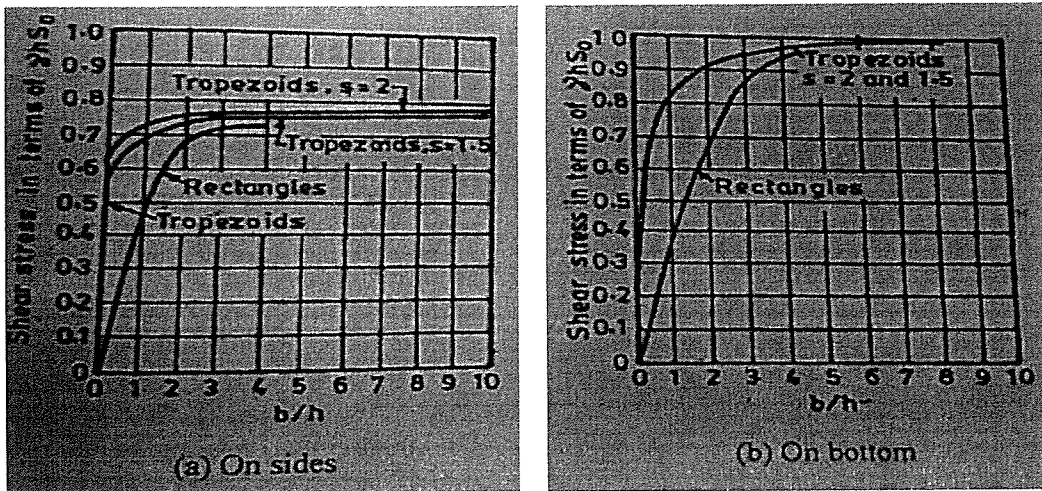 Shear stress in terms of γhS₀
1.0
0.9
0.8
0.7
0.6
0.5
0.4
0.3
0.2
0.1
0
Tropezoids, s=2
Tropezoids,s=1.5
Rectangles
Tropezoids
0 1 2 3 4 5 6 7 8 9 10
b/h
(a) On sides
Shear stress in terms of γhS₀
1.0
0.9
0.8
0.7
0.6
0.5
0.4
0.3
0.2
0.1
0
Tropezoids
s=2 and 1.5
Rectangles
0 1 2 3 4 5 6 7 8 9 10
b/h
(b) On bottom